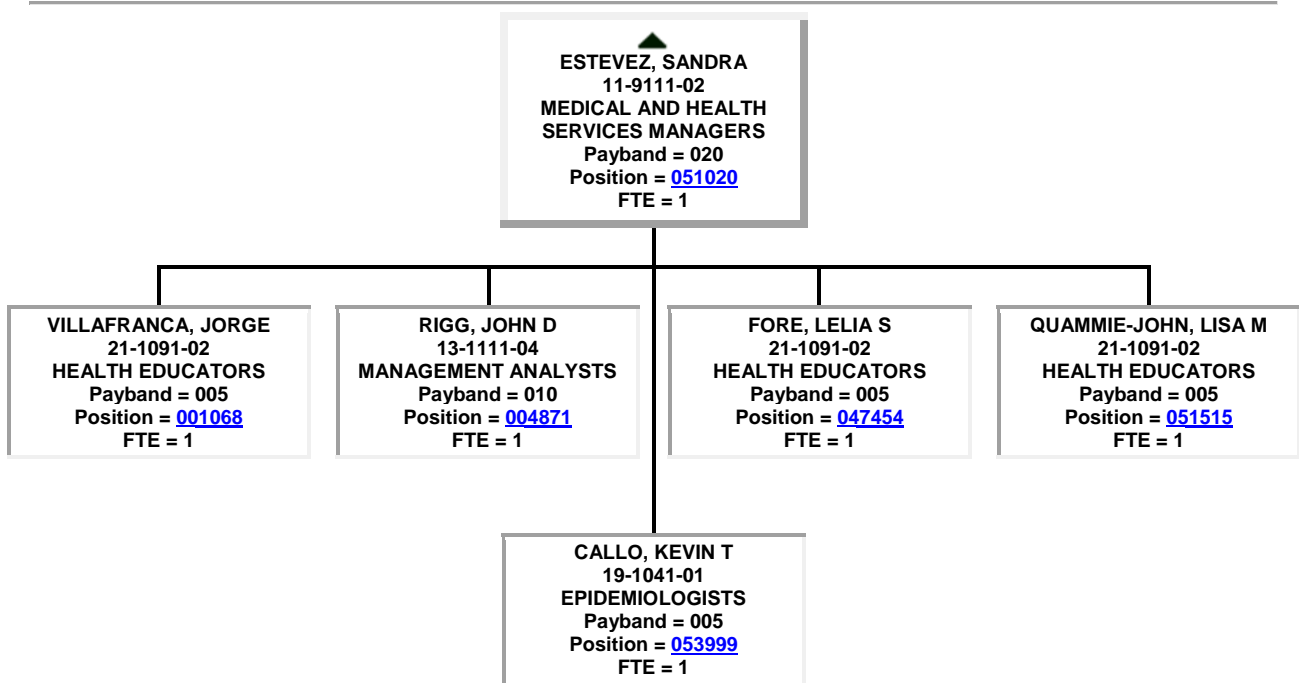 ESTEVEZ, SANDRA
11-9111-02
MEDICAL AND HEALTH
SERVICES MANAGERS
Payband = 020
Position = 051020
FTE = 1
VILLAFRANCA, JORGE
21-1091-02
HEALTH EDUCATORS
Payband = 005
Position = 001068
FTE = 1
RIGG, JOHN D
13-1111-04
MANAGEMENT ANALYSTS
Payband = 010
Position = 004871
FTE = 1
FORE, LELIA S
21-1091-02
HEALTH EDUCATORS
Payband = 005
Position = 047454
FTE = 1
QUAMMIE-JOHN, LISA M
21-1091-02
HEALTH EDUCATORS
Payband = 005
Position = 051515
FTE = 1
CALLO, KEVIN T
19-1041-01
EPIDEMIOLOGISTS
Payband = 005
Position = 053999
FTE = 1